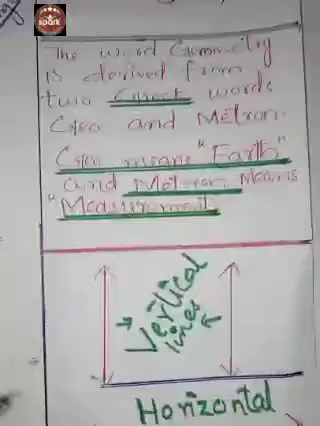 spark
The word Geometry
is derived from
two Greek words
Geo and Metron.
Geo means "Earth"
and Metron Means
"Measurement
Vertical
lines
Horizontal